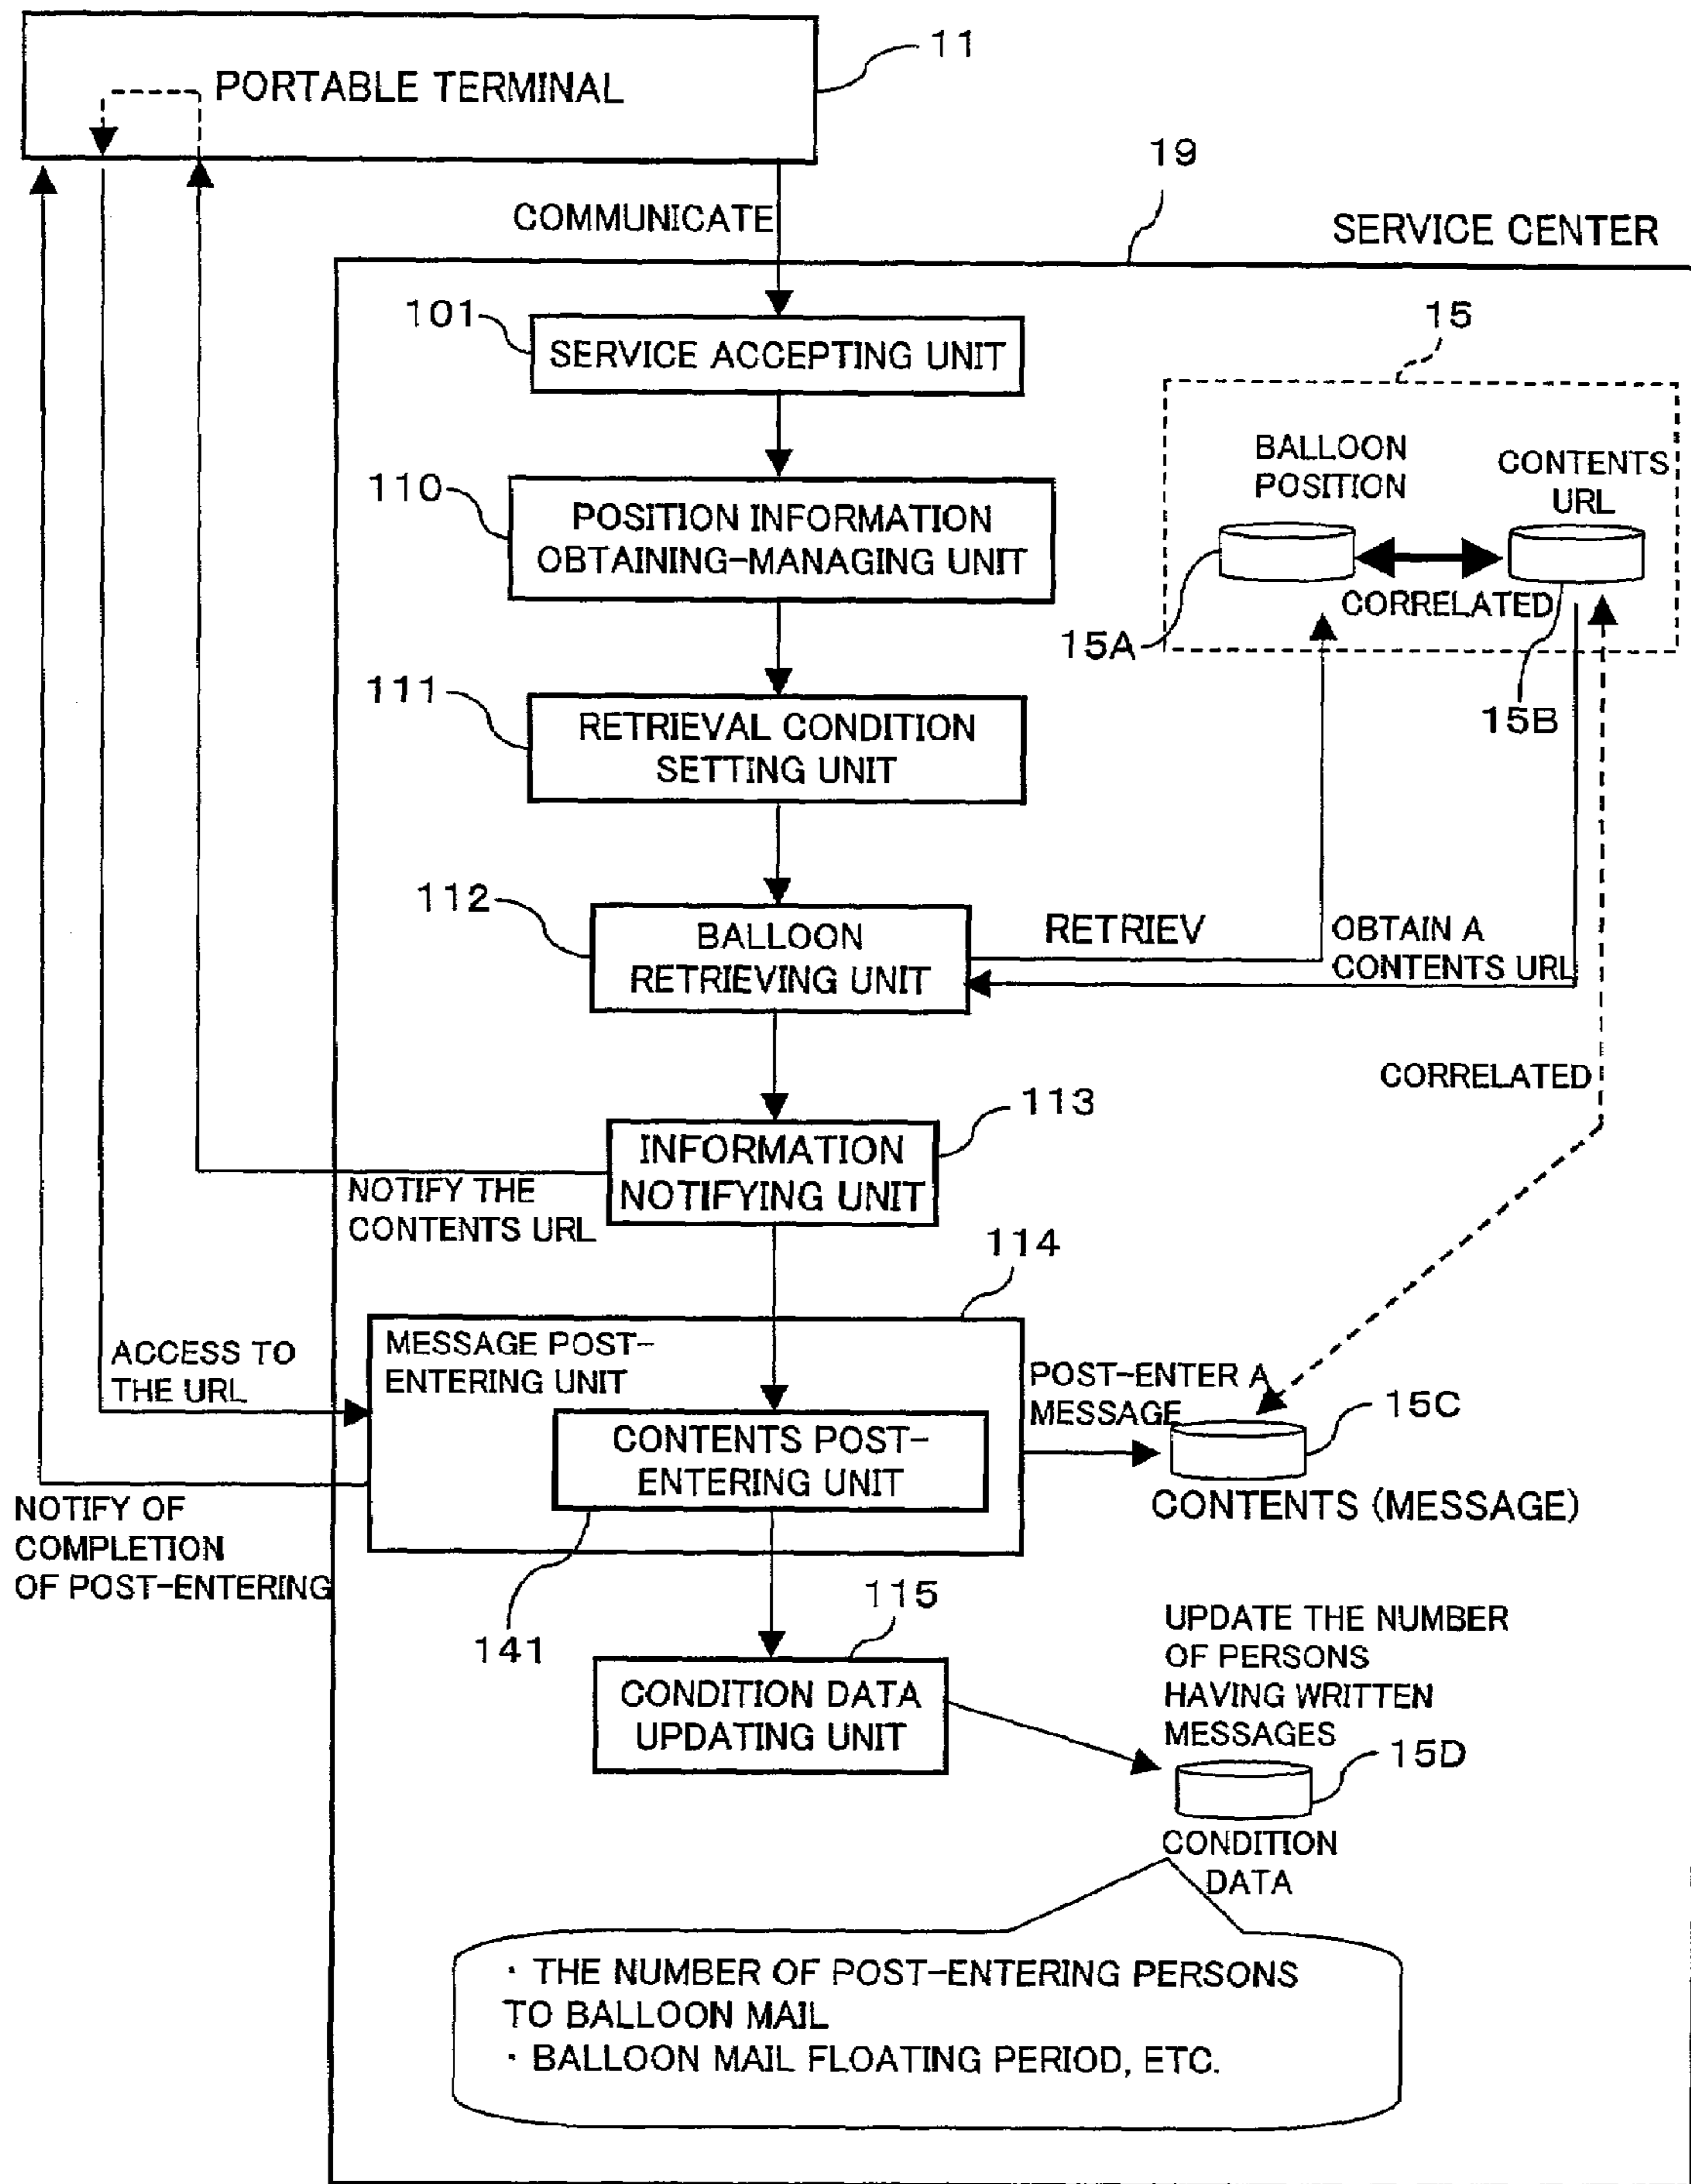 11
PORTABLE TERMINAL
COMMUNICATE
19
SERVICE CENTER
101
SERVICE ACCEPTING UNIT
15
BALLOON
POSITION
CONTENTS
URL
110
POSITION INFORMATION
OBTAINING-MANAGING UNIT
CORRELATED
15A
15B
111
RETRIEVAL CONDITION
SETTING UNIT
112
BALLOON
RETRIEVING UNIT
RETRIEV
OBTAIN A
CONTENTS URL
CORRELATED
113
INFORMATION
NOTIFYING UNIT
NOTIFY THE
CONTENTS URL
114
ACCESS TO
THE URL
MESSAGE POST-
ENTERING UNIT
POST-ENTER A
MESSAGE
15C
CONTENTS POST-
ENTERING UNIT
CONTENTS (MESSAGE)
NOTIFY OF
COMPLETION
OF POST-ENTERING
141
115
UPDATE THE NUMBER
OF PERSONS
HAVING WRITTEN
MESSAGES
CONDITION DATA
UPDATING UNIT
15D
CONDITION
DATA
· THE NUMBER OF POST-ENTERING PERSONS
TO BALLOON MAIL
· BALLOON MAIL FLOATING PERIOD, ETC.